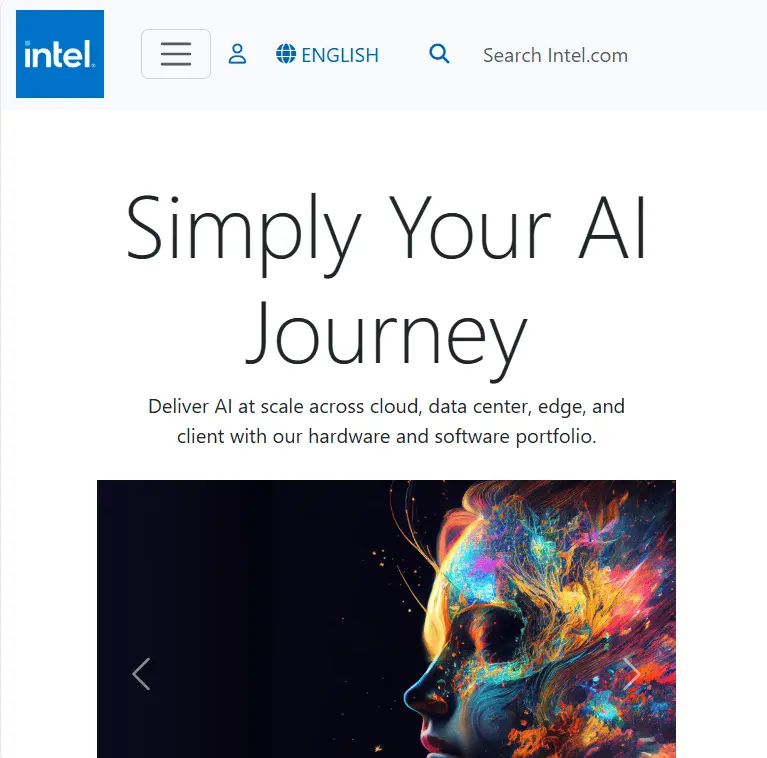 intel.
ENGLISH
Search Intel.com
Simply Your AI
Journey
Deliver AI at scale across cloud, data center, edge, and
client with our hardware and software portfolio.